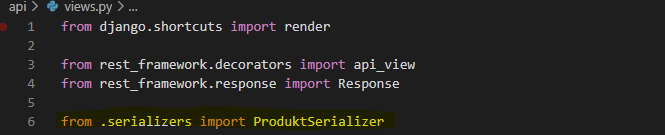 api > views.py > ...
1 from django.shortcuts import render
2
3 from rest_framework.decorators import api_view
4 from rest_framework.response import Response
5
6 from .serializers import ProduktSerializer